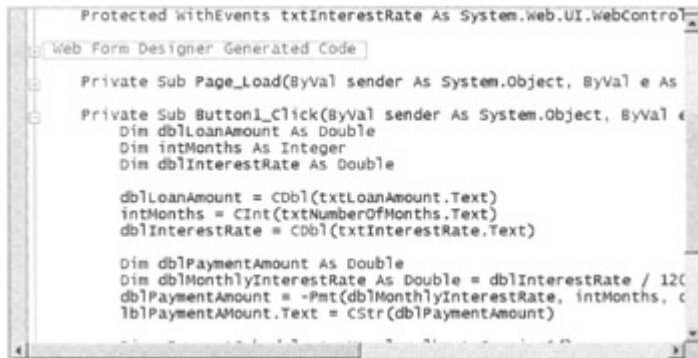 Protected WithEvents txtInterestRate As System.Web.UI.WebControl
Web Form Designer Generated Code
Private Sub Page_Load(ByVal sender As System.Object, ByVal e As
Private Sub Button1_Click(ByVal sender As System.Object, ByVal e
Dim dblLoanAmount As Double
Dim intMonths As Integer
Dim dblInterestRate As Double
dblLoanAmount = CDbl(txtLoanAmount.Text)
intMonths = CInt(txtNumberOfMonths.Text)
dblInterestRate = CDbl(txtInterestRate.Text)
Dim dblPaymentAmount As Double
Dim dblMonthlyInterestRate As Double = dblInterestRate / 120
dblPaymentAmount = -Pmt(dblMonthlyInterestRate, intMonths,
lblPaymentAMount.Text = CStr(dblPaymentAmount)